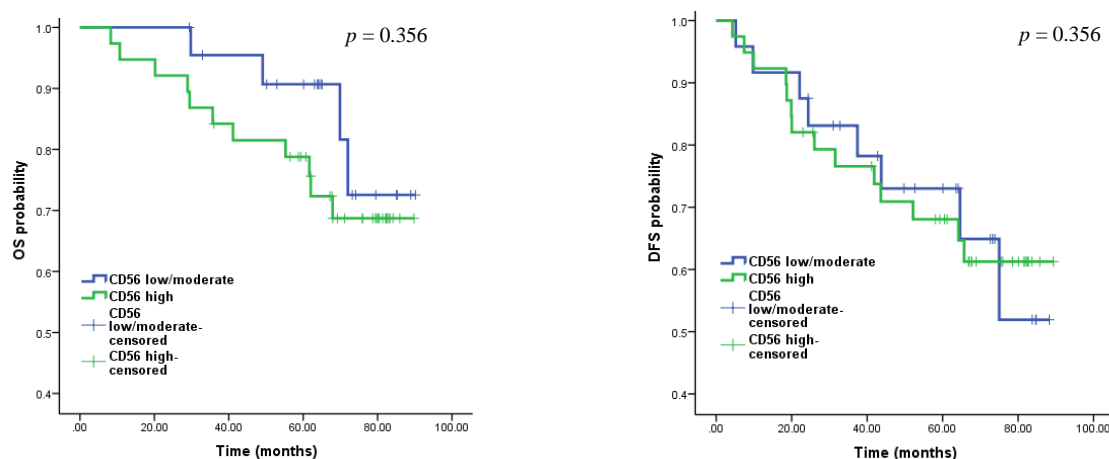 1.0
0.9
0.8
0.7
0.6
0.5
0.4
OS probability
p = 0.356
CD56 low/moderate
CD56 high
CD56
low/moderate-
censored
CD56 high-
censored
.00 20.00 40.00 60.00 80.00 100.00
Time (months)
1.0
0.9
0.8
0.7
0.6
0.5
0.4
DFS probability
p = 0.356
CD56 low/moderate
CD56 high
CD56
low/moderate-
censored
CD56 high-
censored
.00 20.00 40.00 60.00 80.00 100.00
Time (months)